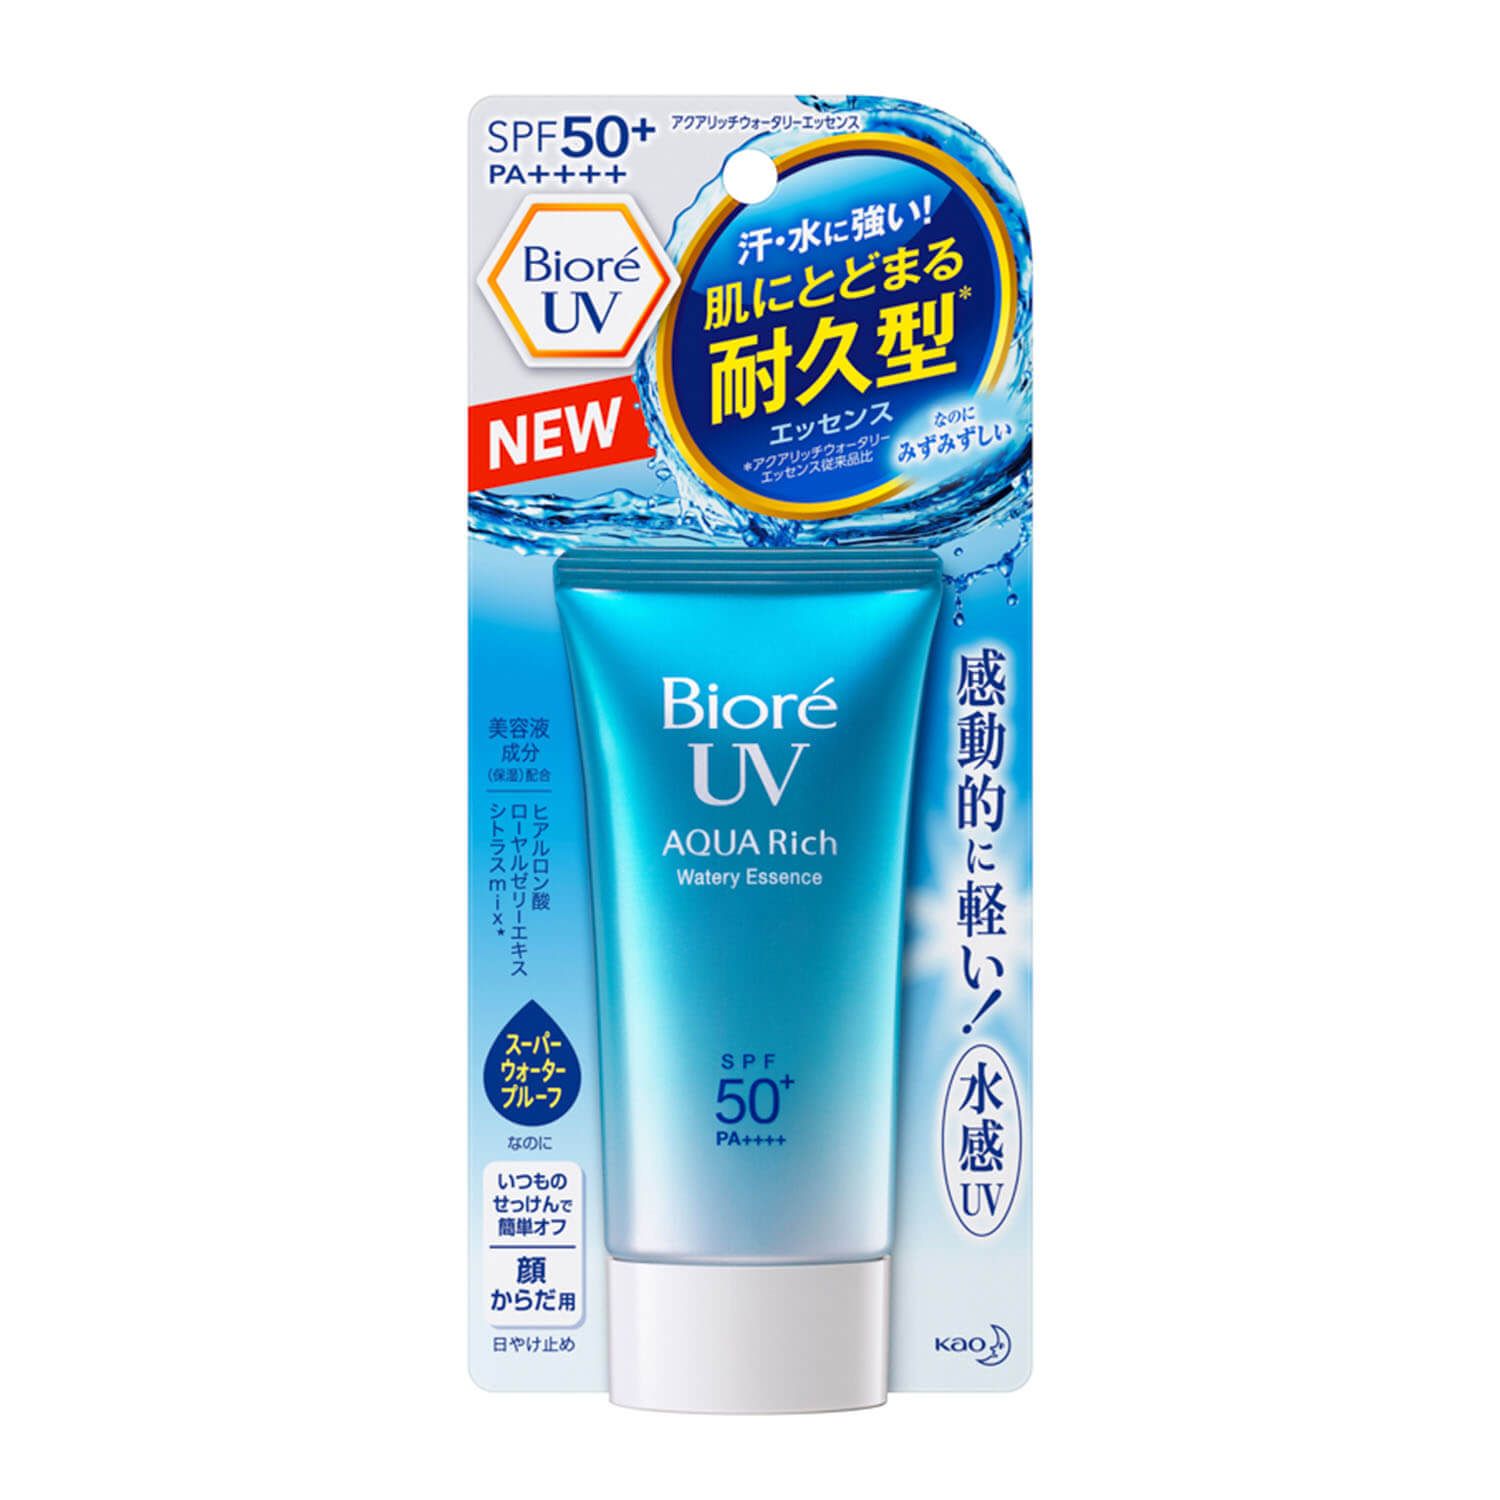 SPF50+
PA++++
アクアリッチウォータリーエッセンス
Bioré
UV
NEW
汗・水に強い!
肌にとどまる
耐久型*
エッセンス
*アクアリッチウォータリー
エッセンス従来品比
なのに
みずみずしい
Bioré
UV
AQUA Rich
Watery Essence
SPF
50+
PA++++
感動的に軽い!
水感UV
美容液
成分
(保湿)配合
ヒアルロン酸
ローヤルゼリーエキス
シトラスmix*
スーパー
ウォーター
プルーフ
なのに
いつもの
せっけんで
簡単オフ
顔
からだ用
日やけ止め
Kao